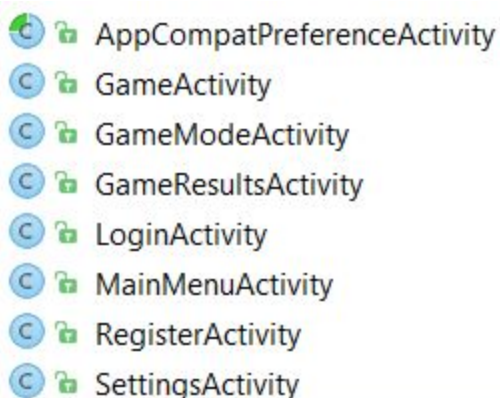 AppCompatPreferenceActivity
GameActivity
GameModeActivity
GameResultsActivity
LoginActivity
MainMenuActivity
RegisterActivity
SettingsActivity